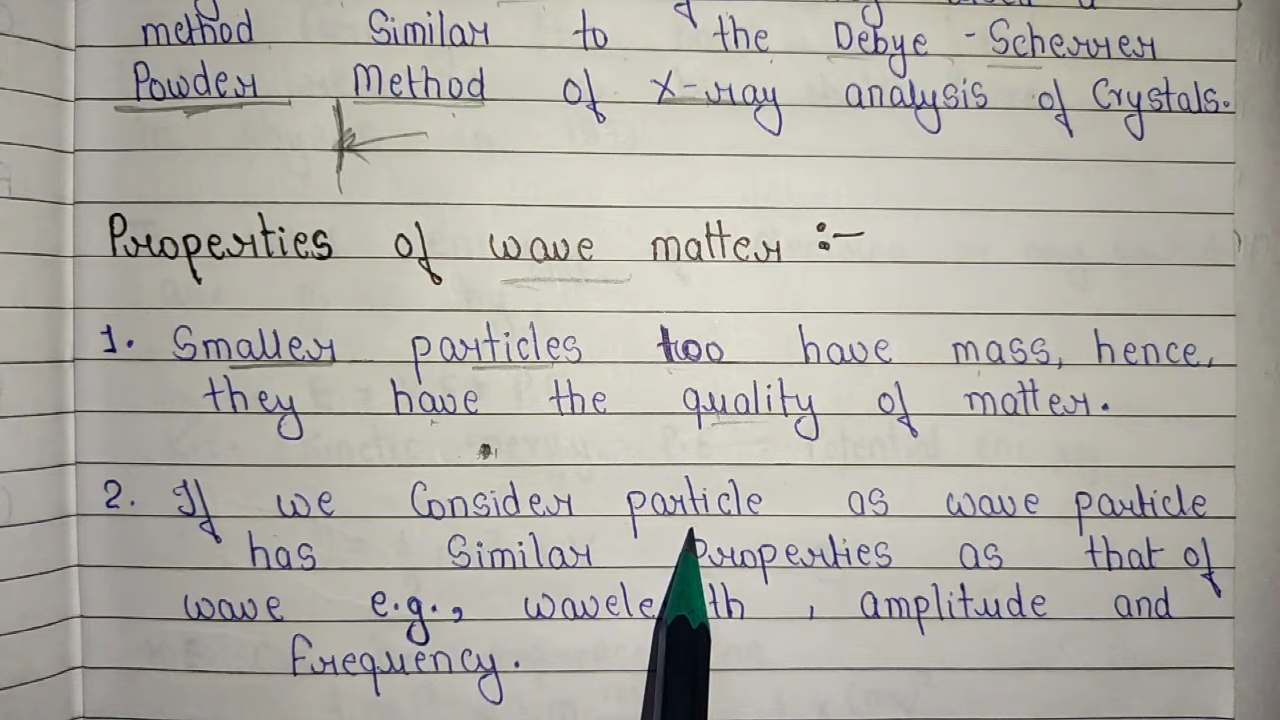 method Similar to the Debye - Scherrer
Powder Method of X-ray analysis of Crystals.
Properties of wave matter :-
1. Smaller particles too have mass, hence,
they have the quality of matter.
2. If we Consider particle as wave particle
has Similar Properties as that of
wave e.g., , amplitude and
frequency.